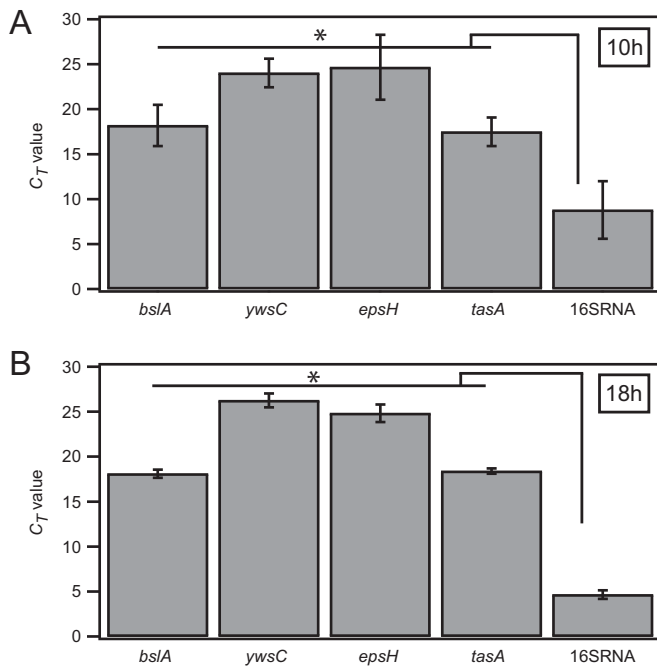 A
30
*
10h
25
20
15
10
5
0
C_T value
bslA
ywsC
epsH
tasA
16SRNA
B
30
*
18h
25
20
15
10
5
0
C_T value
bslA
ywsC
epsH
tasA
16SRNA